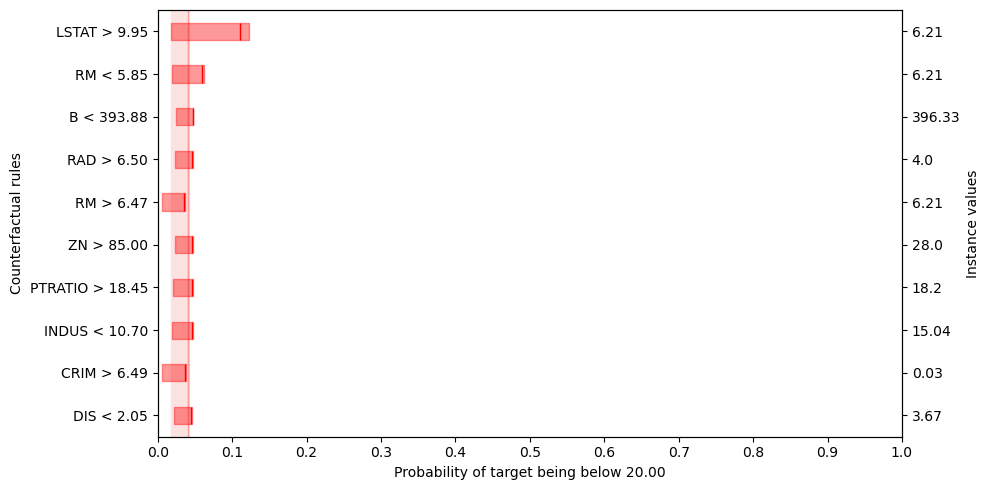 LSTAT > 9.95 6.21
RM < 5.85 6.21
B < 393.88 396.33
RAD > 6.50 4.0
RM > 6.47 6.21
ZN > 85.00 28.0
PTRATIO > 18.45 18.2
INDUS < 10.70 15.04
CRIM > 6.49 0.03
DIS < 2.05 3.67
Counterfactual rules
Instance values
0.0 0.1 0.2 0.3 0.4 0.5 0.6 0.7 0.8 0.9 1.0
Probability of target being below 20.00